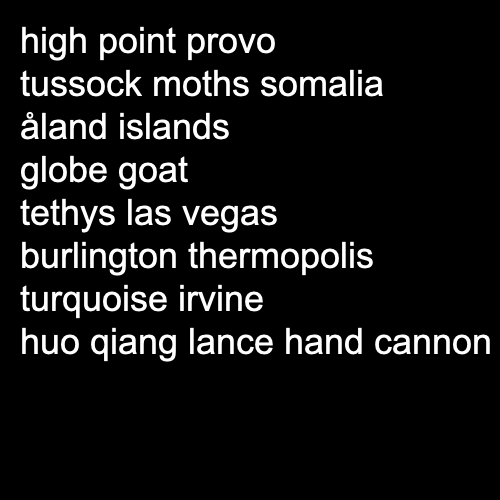 high point provo
tussock moths somalia
åland islands
globe goat
tethys las vegas
burlington thermopolis
turquoise irvine
huo qiang lance hand cannon